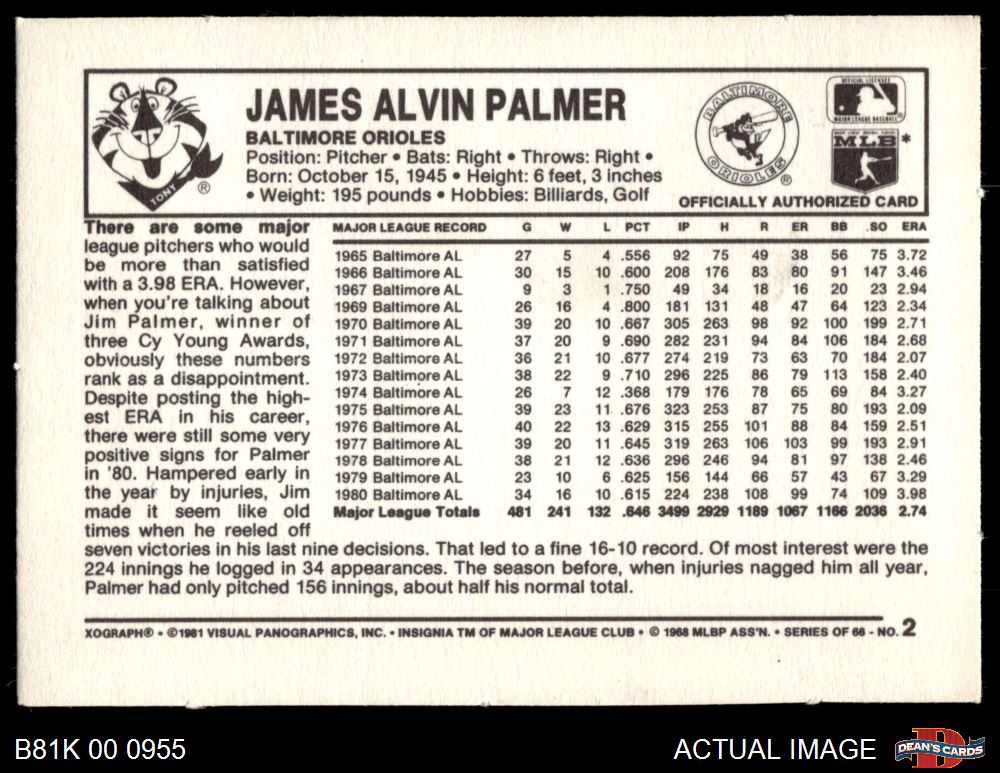 JAMES ALVIN PALMER
BALTIMORE ORIOLES
Position: Pitcher • Bats: Right • Throws: Right •
Born: October 15, 1945 • Height: 6 feet, 3 inches
• Weight: 195 pounds • Hobbies: Billiards, Golf
TONY ®
BALTIMORE
ORIOLES ®
OFFICIAL LICENSEE
MAJOR LEAGUE BASEBALL
MLB *
OFFICIALLY AUTHORIZED CARD
There are some major
league pitchers who would
be more than satisfied
with a 3.98 ERA. However,
when you're talking about
Jim Palmer, winner of
three Cy Young Awards,
obviously these numbers
rank as a disappointment.
Despite posting the high-
est ERA in his career,
there were still some very
positive signs for Palmer
in '80. Hampered early in
the year by injuries, Jim
made it seem like old
times when he reeled off
seven victories in his last nine decisions. That led to a fine 16-10 record. Of most interest were the
224 innings he logged in 34 appearances. The season before, when injuries nagged him all year,
Palmer had only pitched 156 innings, about half his normal total.
MAJOR LEAGUE RECORD G W L PCT IP H R ER BB SO ERA
1965 Baltimore AL 27 5 4 .556 92 75 49 38 56 75 3.72
1966 Baltimore AL 30 15 10 .600 208 176 83 80 91 147 3.46
1967 Baltimore AL 9 3 1 .750 49 34 18 16 20 23 2.94
1969 Baltimore AL 26 16 4 .800 181 131 48 47 64 123 2.34
1970 Baltimore AL 39 20 10 .667 305 263 98 92 100 199 2.71
1971 Baltimore AL 37 20 9 .690 282 231 94 84 106 184 2.68
1972 Baltimore AL 36 21 10 .677 274 219 73 63 70 184 2.07
1973 Baltimore AL 38 22 9 .710 296 225 86 79 113 158 2.40
1974 Baltimore AL 26 7 12 .368 179 176 78 65 69 84 3.27
1975 Baltimore AL 39 23 11 .676 323 253 87 75 80 193 2.09
1976 Baltimore AL 40 22 13 .629 315 255 101 88 84 159 2.51
1977 Baltimore AL 39 20 11 .645 319 263 106 103 99 193 2.91
1978 Baltimore AL 38 21 12 .636 296 246 94 81 97 138 2.46
1979 Baltimore AL 23 10 6 .625 156 144 66 57 43 67 3.29
1980 Baltimore AL 34 16 10 .615 224 238 108 99 74 109 3.98
Major League Totals 481 241 132 .646 3499 2929 1189 1067 1166 2036 2.74
XOGRAPH® • ©1981 VISUAL PANOGRAPHICS, INC. • INSIGNIA TM OF MAJOR LEAGUE CLUB • © 1968 MLBP ASS'N. • SERIES OF 66 - NO. 2
B81K 00 0955
ACTUAL IMAGE
DEAN'S CARDS